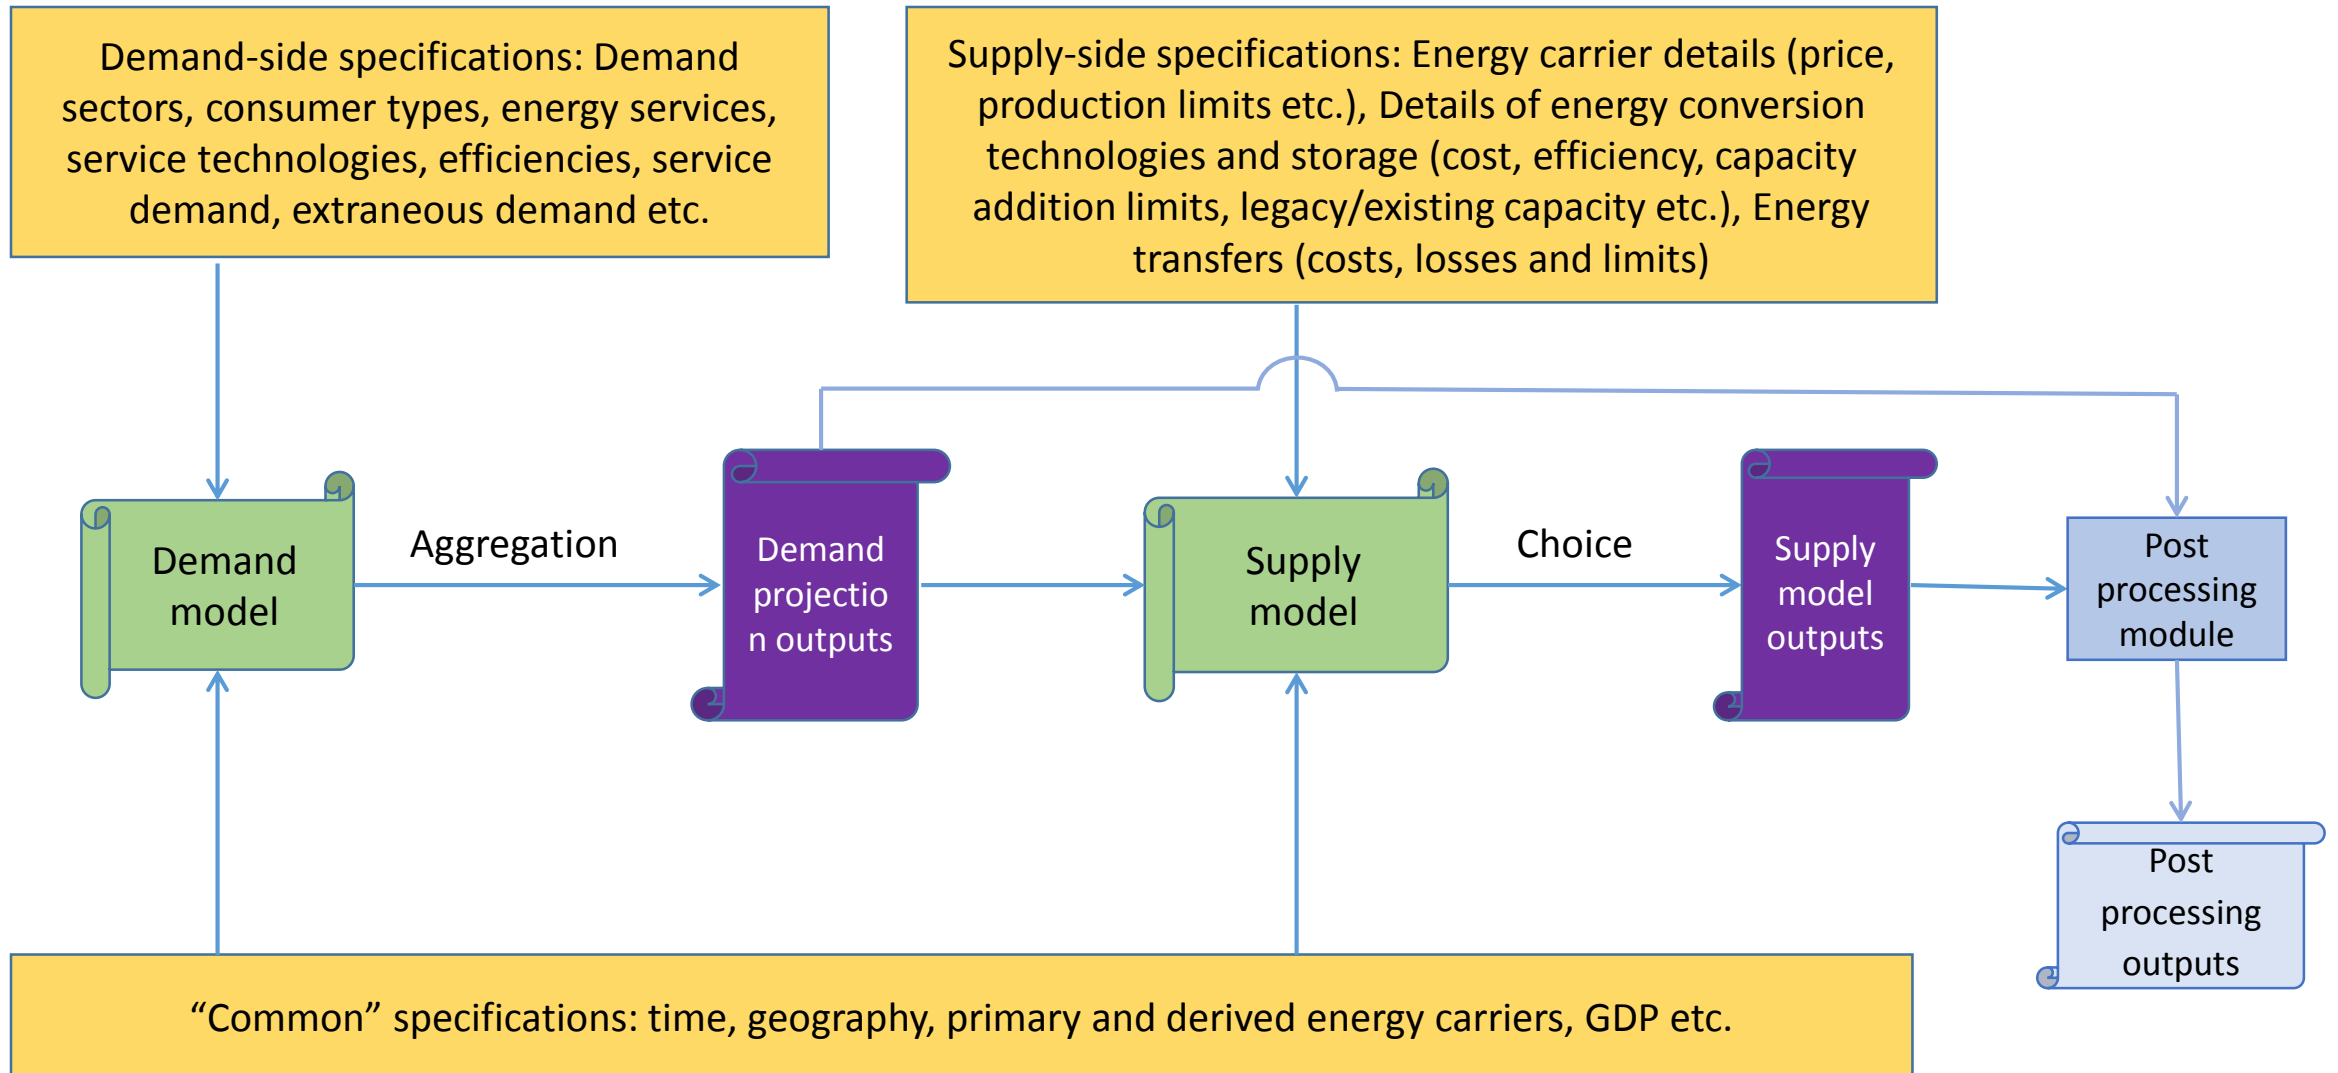 Demand-side specifications: Demand
sectors, consumer types, energy services,
service technologies, efficiencies, service
demand, extraneous demand etc.
Supply-side specifications: Energy carrier details (price,
production limits etc.), Details of energy conversion
technologies and storage (cost, efficiency, capacity
addition limits, legacy/existing capacity etc.), Energy
transfers (costs, losses and limits)
Demand
model
Aggregation
Demand
projectio
n outputs
Supply
model
Choice
Supply
model
outputs
Post
processing
module
Post
processing
outputs
“Common” specifications: time, geography, primary and derived energy carriers, GDP etc.